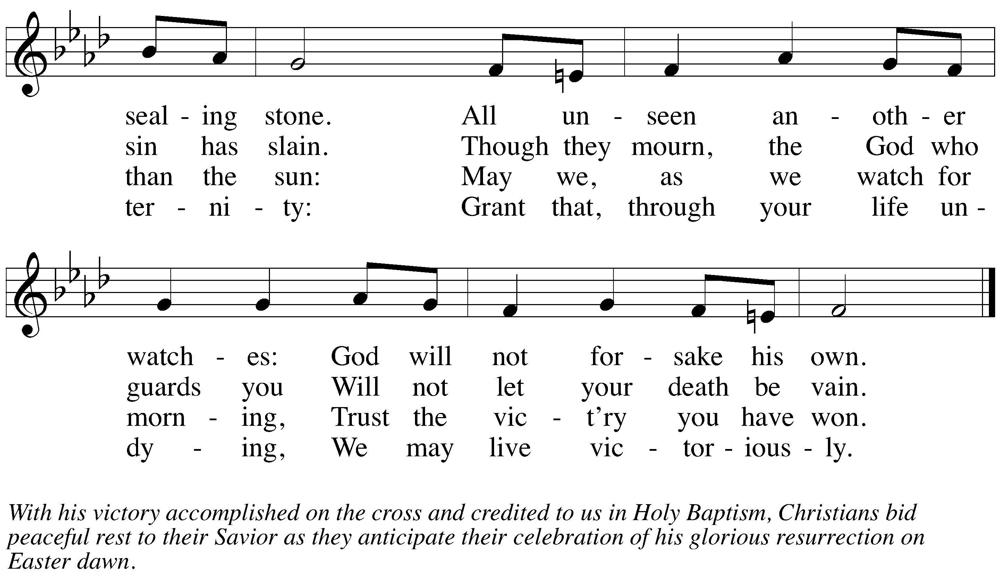 seal - ing stone. All un - seen an - oth - er
sin has slain. Though they mourn, the God who
than the sun: May we, as we watch for
ter - ni - ty: Grant that, through your life un -
watch - es: God will not for - sake his own.
guards you Will not let your death be vain.
morn - ing, Trust the vic - t'ry you have won.
dy - ing, We may live vic - tor - ious - ly.
With his victory accomplished on the cross and credited to us in Holy Baptism, Christians bid
peaceful rest to their Savior as they anticipate their celebration of his glorious resurrection on
Easter dawn.